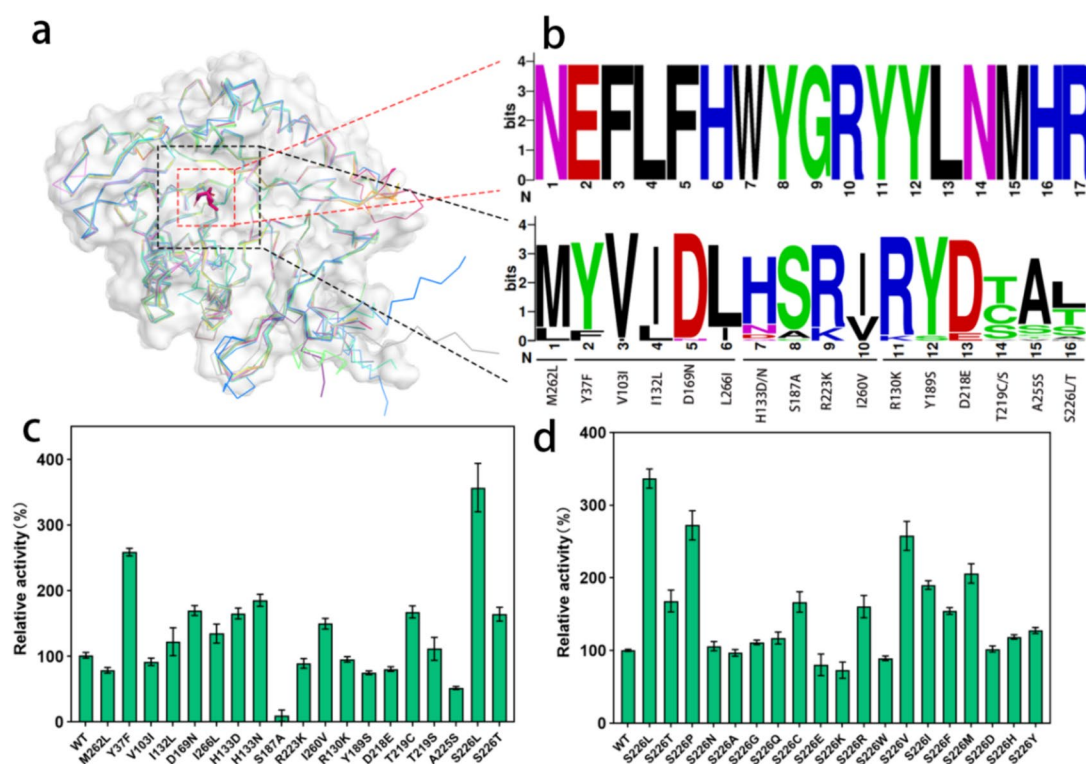 a
b
4
3
2
1
0
bits
NEFLFHWYGRYYLNMHR
N
1 2 3 4 5 6 7 8 9 10 11 12 13 14 15 16 17
4
3
2
1
0
bits
MYVIDLHSRIRYDTAL
L F I L I N A K V K S E C S T
N
1 2 3 4 5 6 7 8 9 10 11 12 13 14 15 16
M262L
Y37F
V103I
I132L
D169N
L266I
H133D/N
S187A
R223K
I260V
R130K
Y189S
D218E
T219C/S
A255S
S226L/T
c
Relative activity(%)
400
300
200
100
0
WT
M262L
Y37F
V103I
I132L
D169N
I266L
H133D
H133N
S187A
R223K
I260V
R130K
Y189S
D218E
T219C
T219S
A225S
S226L
S226T
d
Relative activity(%)
400
300
200
100
0
WT
S226L
S226T
S226P
S226N
S226A
S226G
S226Q
S226C
S226E
S226K
S226R
S226W
S226V
S226I
S226F
S226M
S226D
S226H
S226Y